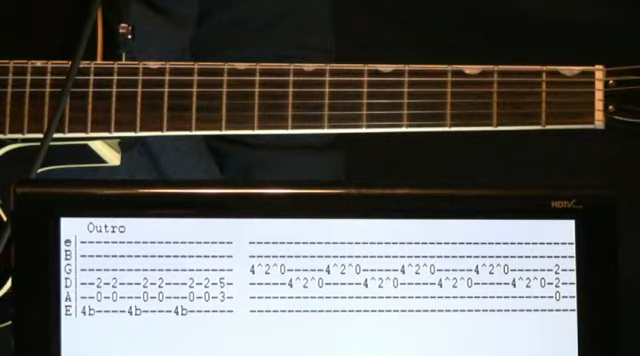 HDTV
Outro
e|--------------------- --------------------------------------------
B|--------------------- --------------------------------------------
G|--------------------- 4^2^0-----4^2^0-----4^2^0-----4^2^0-----2--
D|--2-2---2-2---2-2-5- -----4^2^0-----4^2^0-----4^2^0-----4^2^0-2-
A|--0-0---0-0---0-0-3- -----------------------------------------0--
E|4b----4b----4b------ --------------------------------------------